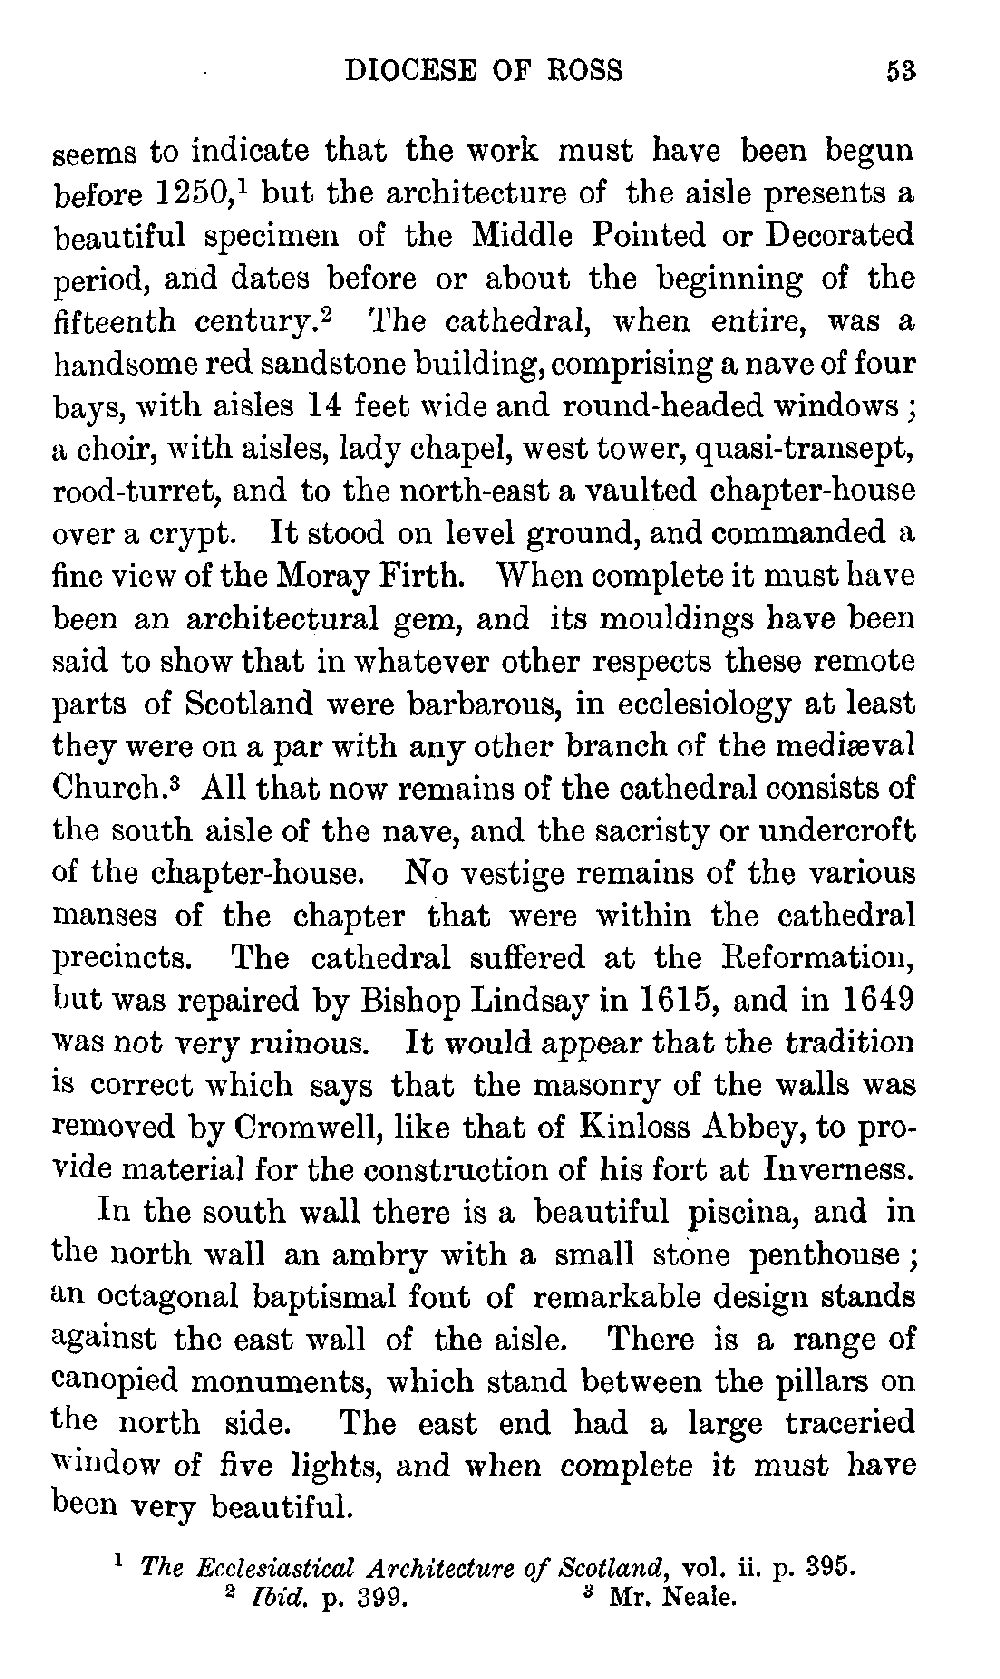 DIOCESE OF ROSS 53
seems to indicate that the work must have been begun
before 1250,¹ but the architecture of the aisle presents a
beautiful specimen of the Middle Pointed or Decorated
period, and dates before or about the beginning of the
fifteenth century.² The cathedral, when entire, was a
handsome red sandstone building, comprising a nave of four
bays, with aisles 14 feet wide and round-headed windows ;
a choir, with aisles, lady chapel, west tower, quasi-transept,
rood-turret, and to the north-east a vaulted chapter-house
over a crypt. It stood on level ground, and commanded a
fine view of the Moray Firth. When complete it must have
been an architectural gem, and its mouldings have been
said to show that in whatever other respects these remote
parts of Scotland were barbarous, in ecclesiology at least
they were on a par with any other branch of the mediæval
Church.³ All that now remains of the cathedral consists of
the south aisle of the nave, and the sacristy or undercroft
of the chapter-house. No vestige remains of the various
manses of the chapter that were within the cathedral
precincts. The cathedral suffered at the Reformation,
but was repaired by Bishop Lindsay in 1615, and in 1649
was not very ruinous. It would appear that the tradition
is correct which says that the masonry of the walls was
removed by Cromwell, like that of Kinloss Abbey, to pro-
vide material for the construction of his fort at Inverness.
In the south wall there is a beautiful piscina, and in
the north wall an ambry with a small stone penthouse ;
an octagonal baptismal font of remarkable design stands
against the east wall of the aisle. There is a range of
canopied monuments, which stand between the pillars on
the north side. The east end had a large traceried
window of five lights, and when complete it must have
been very beautiful.
¹ The Ecclesiastical Architecture of Scotland, vol. ii. p. 395.
² Ibid. p. 399. ³ Mr. Neale.